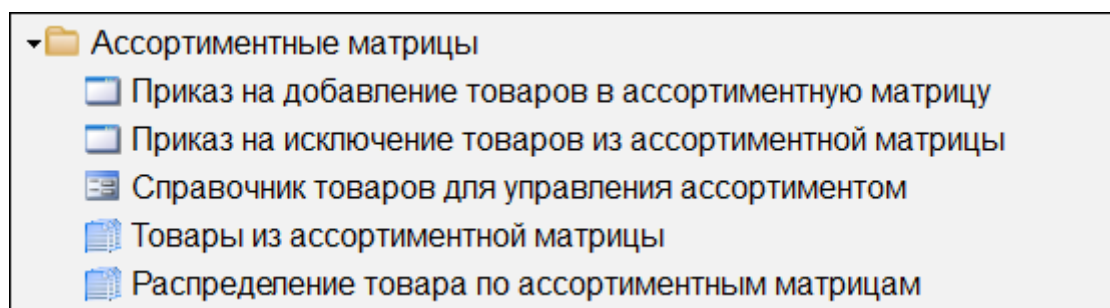 Ассортиментные матрицы
Приказ на добавление товаров в ассортиментную матрицу
Приказ на исключение товаров из ассортиментной матрицы
Справочник товаров для управления ассортиментом
Товары из ассортиментной матрицы
Распределение товара по ассортиментным матрицам